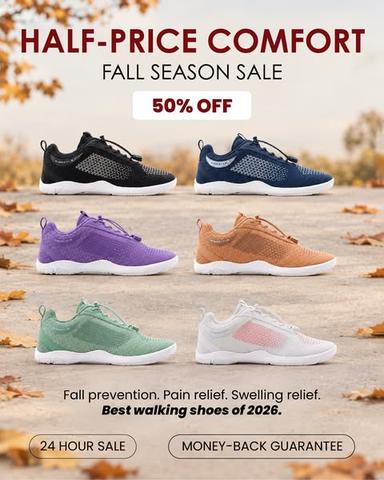 HALF-PRICE COMFORT
FALL SEASON SALE
50% OFF
Fall prevention. Pain relief. Swelling relief.
Best walking shoes of 2026.
24 HOUR SALE
MONEY-BACK GUARANTEE